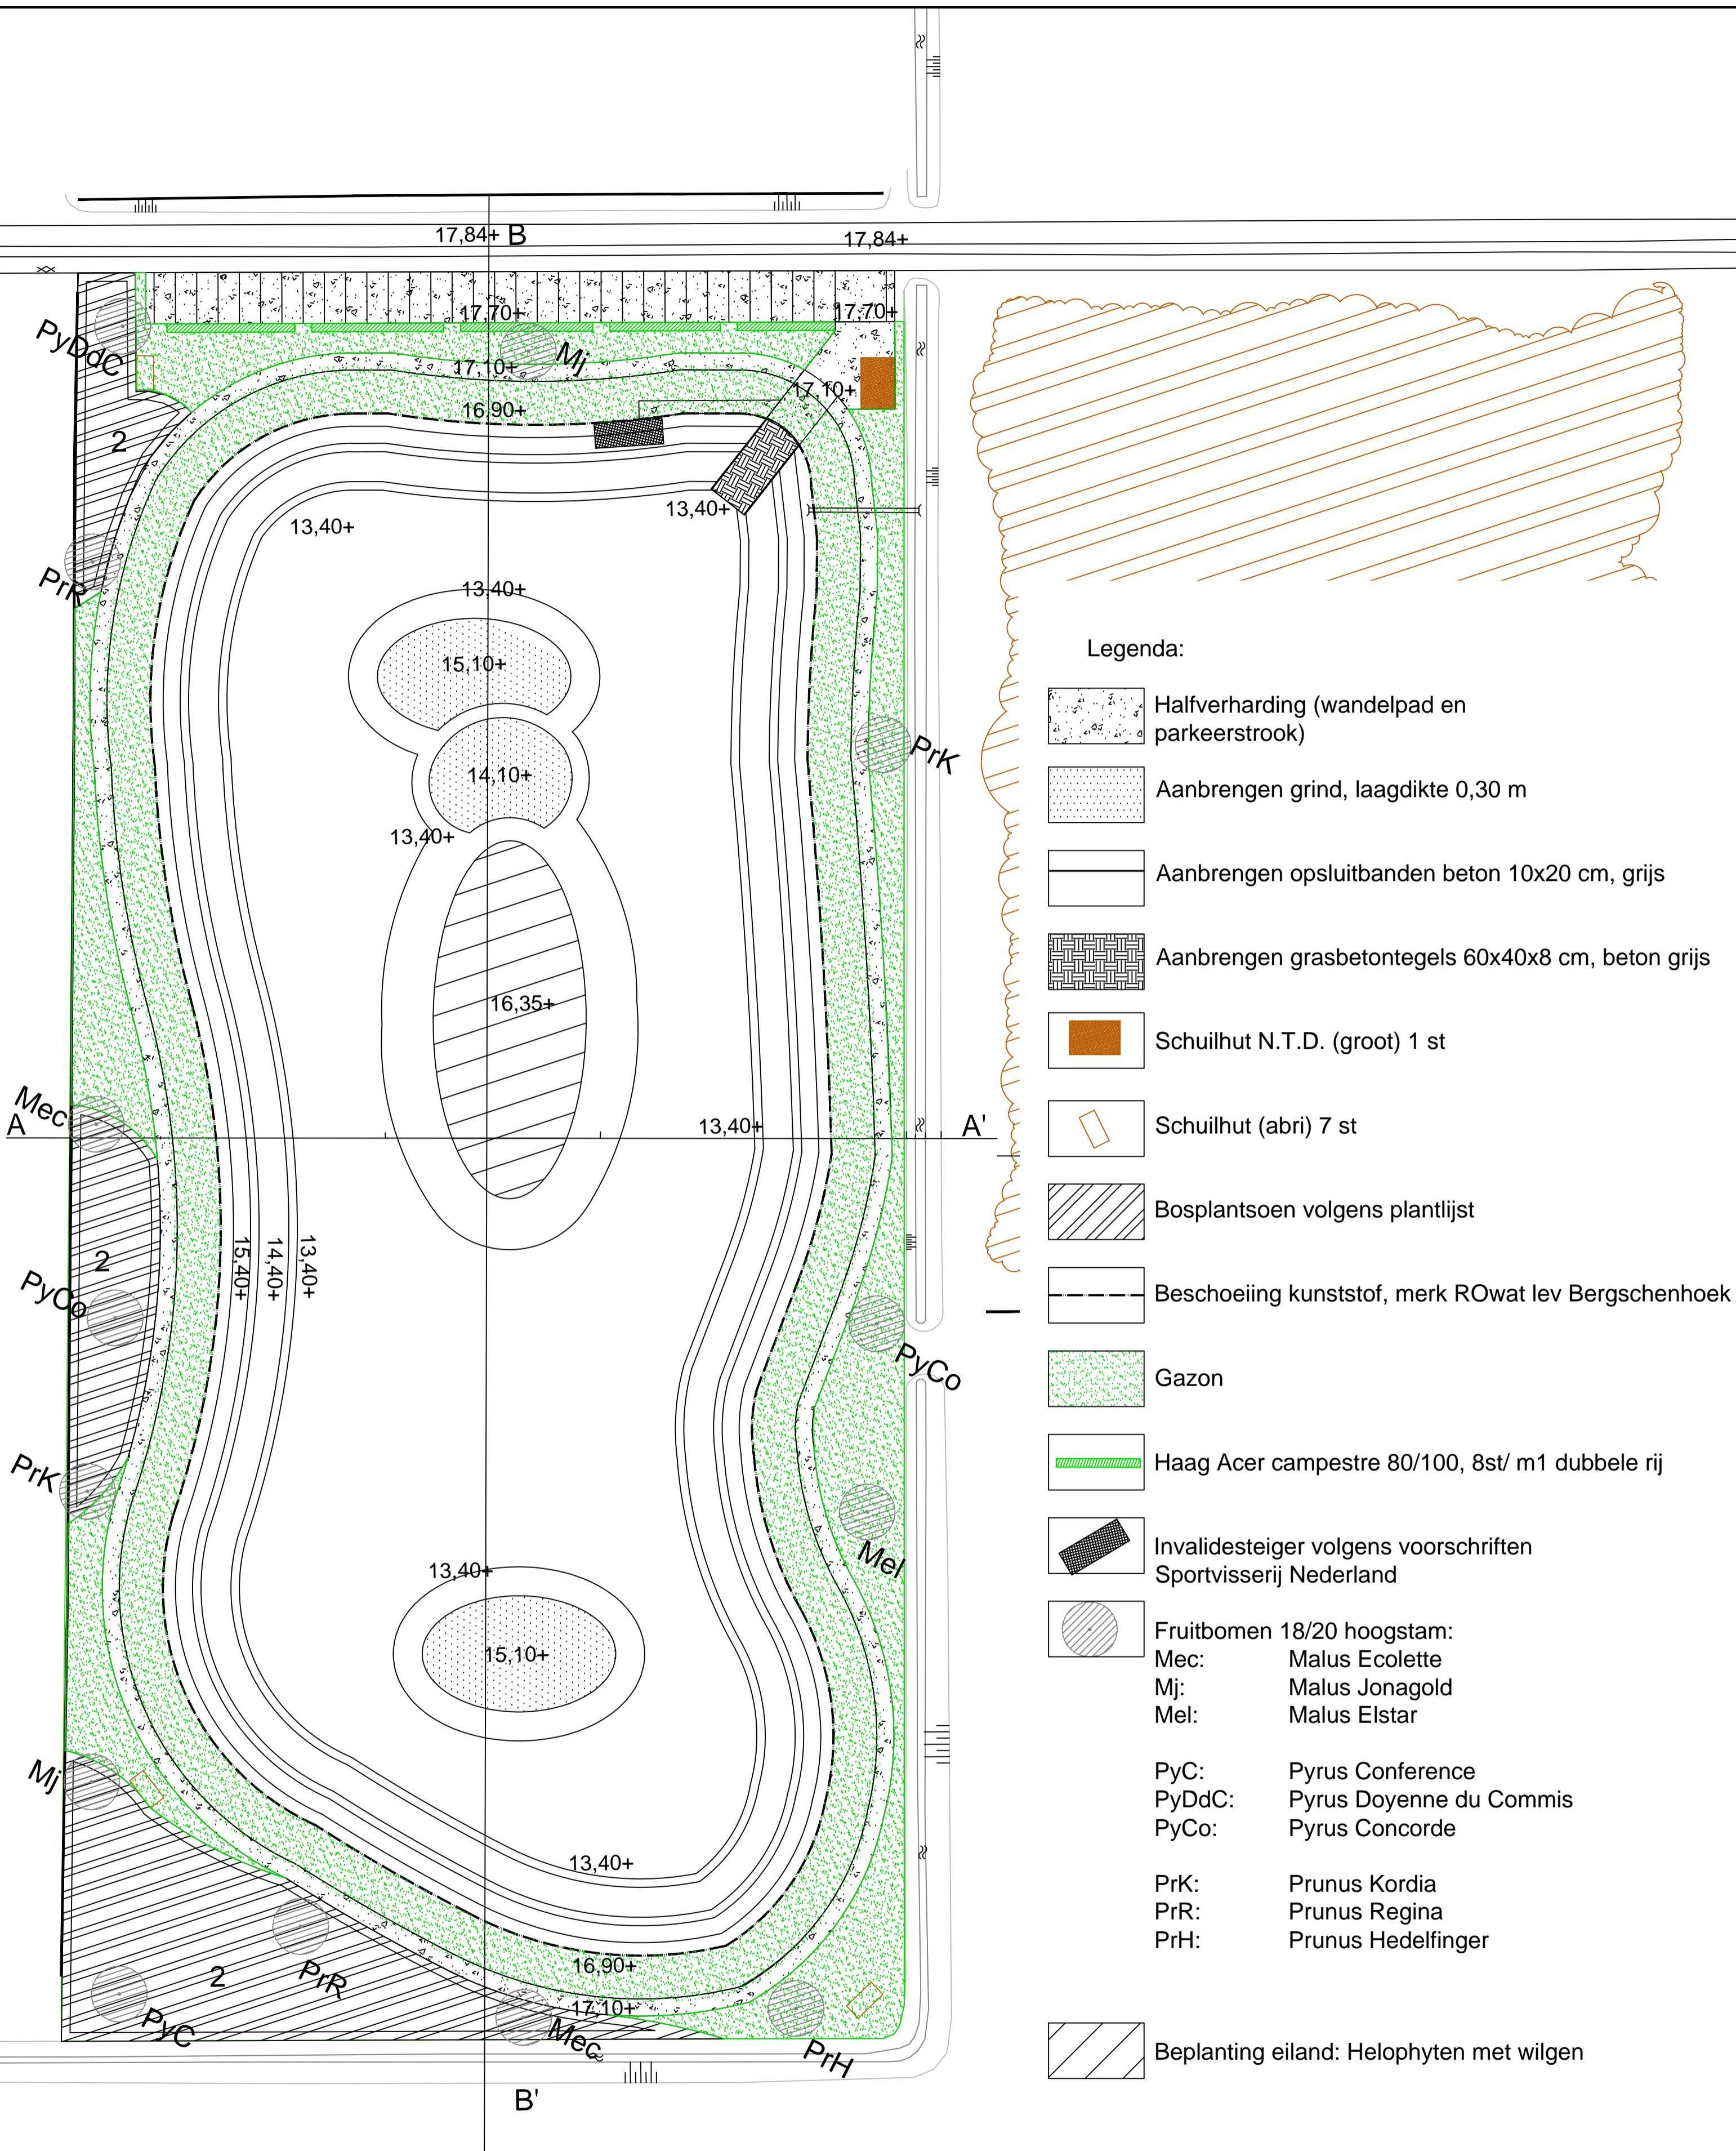 17,84+ B
17,84+
17,70+
17,70+
PyDdC
Mj
17,10+
17,10+
16,90+
2
13,40+
13,40+
PrR
13,40+
15,10+
PrK
14,10+
13,40+
16,35+
Mec
A
13,40+
A'
2
15,40+
14,40+
13,40+
PyCo
PyCo
PrK
Mel
13,40+
15,10+
Mj
13,40+
PrR
2
16,90+
17,10+
PyC
Mec
PrH
B'
Legenda:
Halfverharding (wandelpad en
parkeerstrook)
Aanbrengen grind, laagdikte 0,30 m
Aanbrengen opsluitbanden beton 10x20 cm, grijs
Aanbrengen grasbetontegels 60x40x8 cm, beton grijs
Schuilhut N.T.D. (groot) 1 st
Schuilhut (abri) 7 st
Bosplantsoen volgens plantlijst
Beschoeiing kunststof, merk ROwat lev Bergschenhoek
Gazon
Haag Acer campestre 80/100, 8st/ m1 dubbele rij
Invalidesteiger volgens voorschriften
Sportvisserij Nederland
Fruitbomen 18/20 hoogstam:
Mec: Malus Ecolette
Mj: Malus Jonagold
Mel: Malus Elstar
PyC: Pyrus Conference
PyDdC: Pyrus Doyenne du Commis
PyCo: Pyrus Concorde
PrK: Prunus Kordia
PrR: Prunus Regina
PrH: Prunus Hedelfinger
Beplanting eiland: Helophyten met wilgen